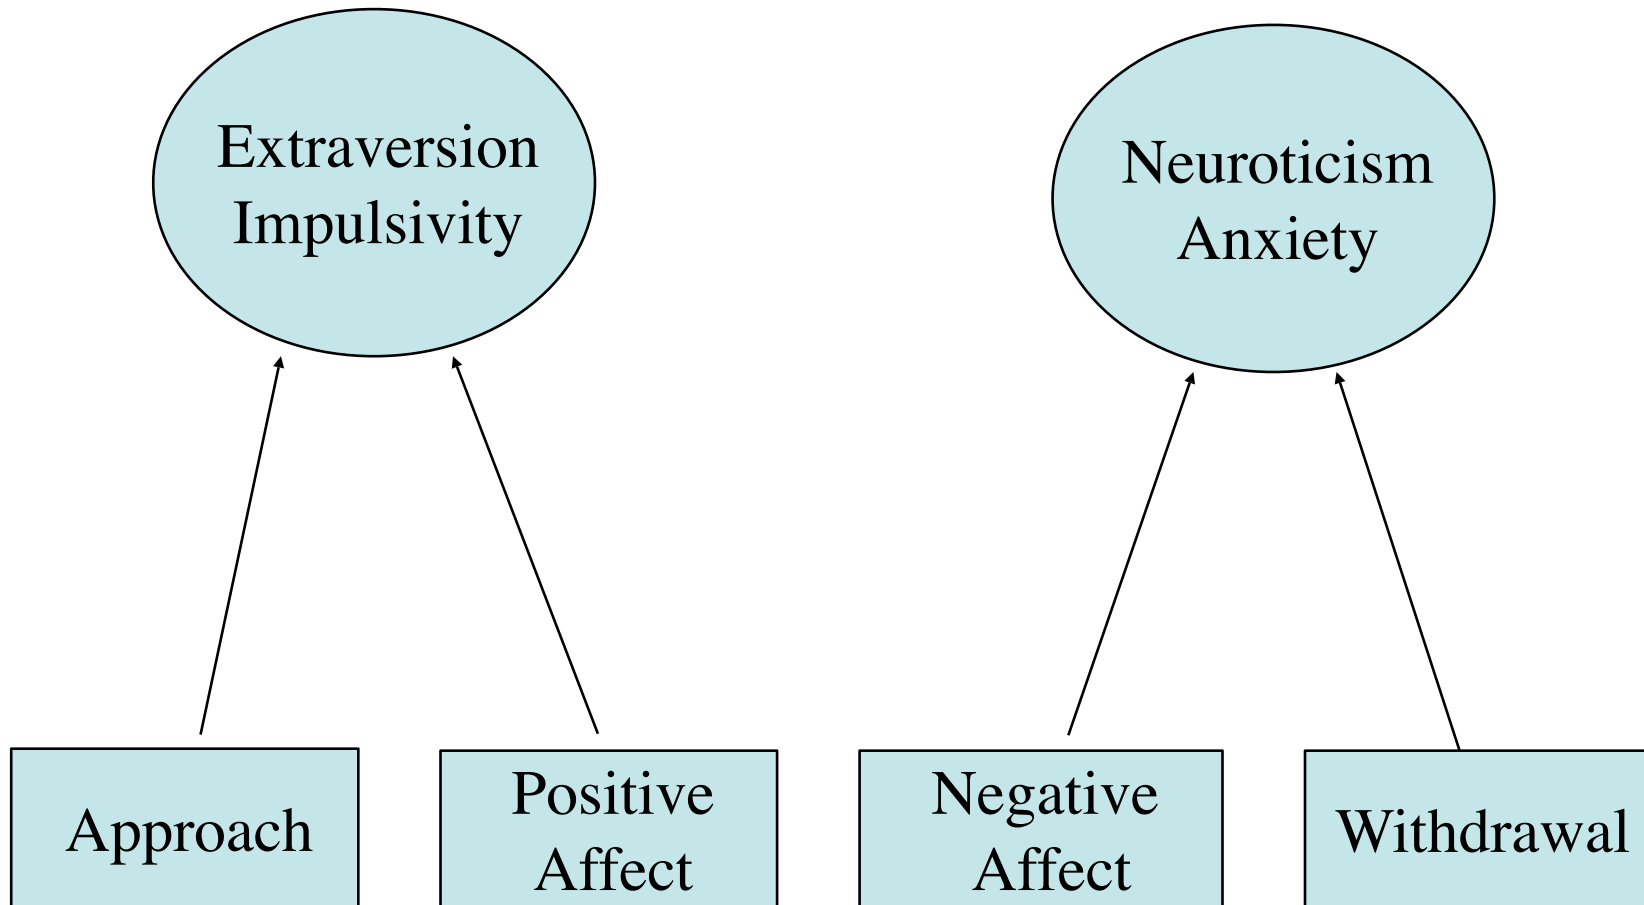 Extraversion
Impulsivity
Neuroticism
Anxiety
Approach
Positive
Affect
Negative
Affect
Withdrawal